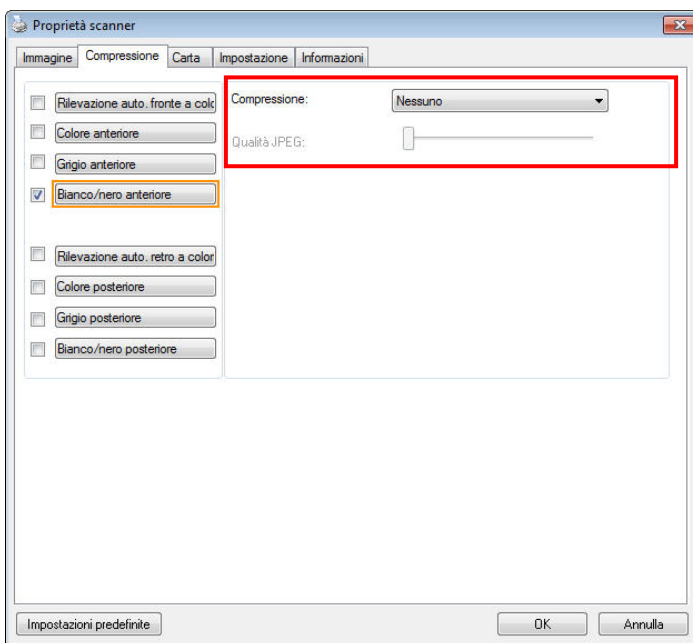 Proprietà scanner
Immagine Compressione Carta Impostazione Informazioni
Rilevazione auto. fronte a colo
Colore anteriore
Grigio anteriore
Bianco/nero anteriore
Rilevazione auto. retro a color
Colore posteriore
Grigio posteriore
Bianco/nero posteriore
Compressione: Nessuno
Qualità JPEG:
Impostazioni predefinite OK Annulla